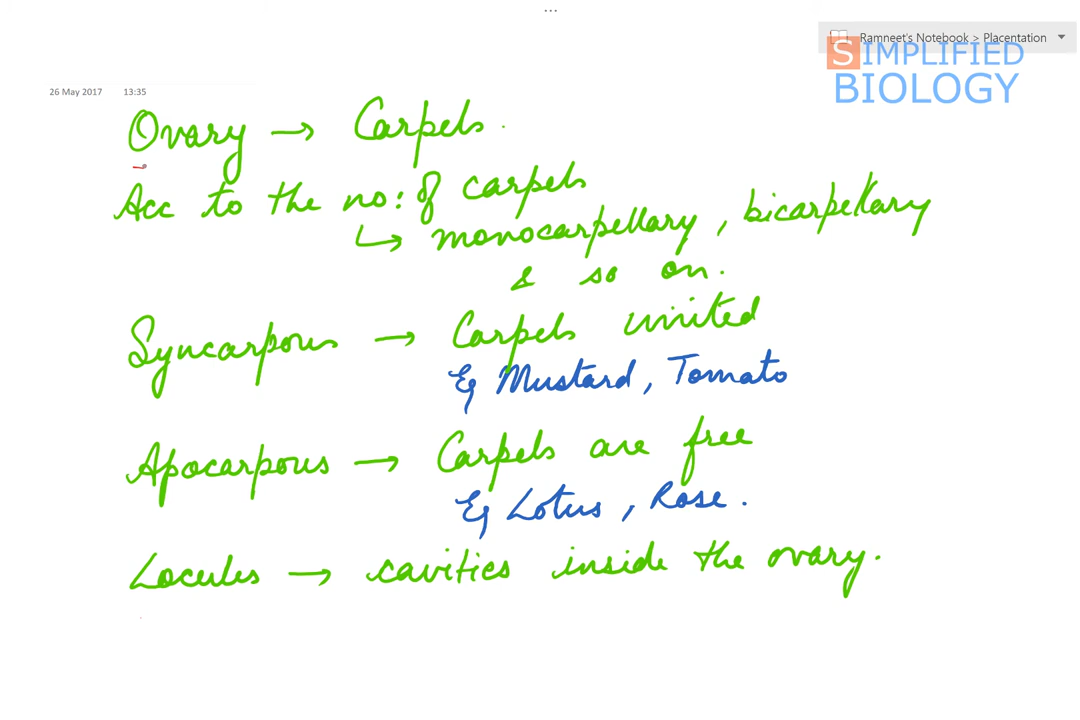 Ramneet's Notebook > Placentation
SIMPLIFIED
BIOLOGY
26 May 2017 13:35
Ovary → Carpels.
Acc to the no: of carpels
↳ monocarpellary, bicarpellary
& so on.
Syncarpous → Carpels united
Eg Mustard, Tomato
Apocarpous → Carpels are free
Eg Lotus, Rose.
Locules → cavities inside the ovary.